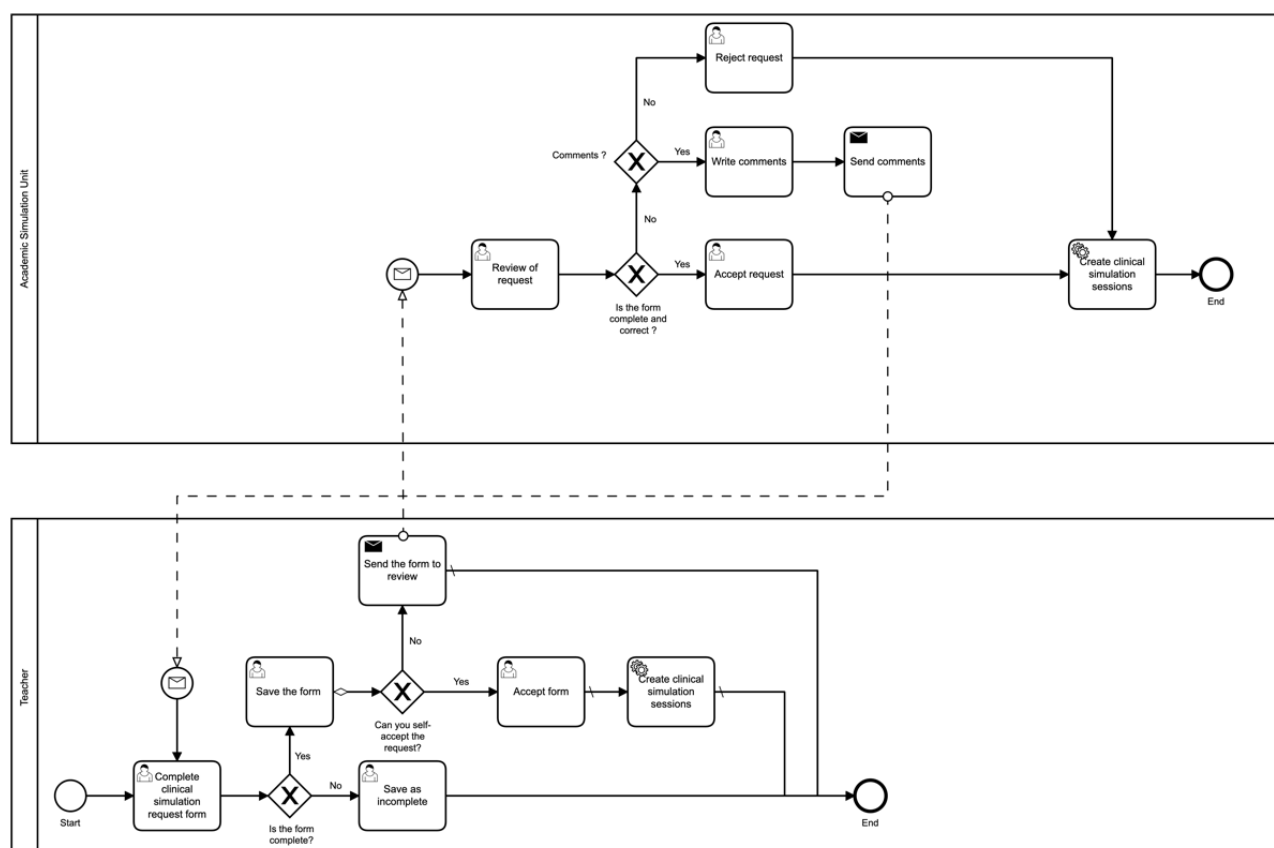 Academic Simulation Unit
Reject request
No
Comments ?
Yes
Write comments
Send comments
No
Review of
request
Yes
Accept request
Create clinical
simulation
sessions
Is the form
complete and
correct ?
End
Teacher
Send the form to
review
No
Save the form
Yes
Accept form
Create clinical
simulation
sessions
Can you self-
accept the
request?
Yes
Complete
clinical
simulation
request form
No
Save as
incomplete
Start
Is the form
complete?
End